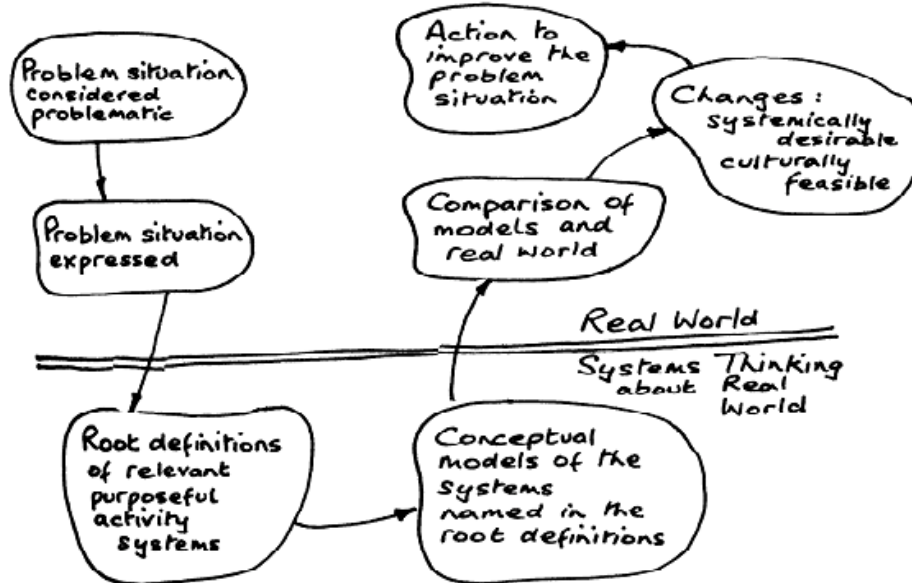 Problem situation
considered
problematic
Problem situation
expressed
Root definitions
of relevant
purposeful
activity
systems
Conceptual
models of the
systems
named in the
root definitions
Comparison of
models and
real world
Changes:
systemically
desirable
culturally
feasible
Action to
improve the
problem
situation
Real World
Systems Thinking
about Real
World